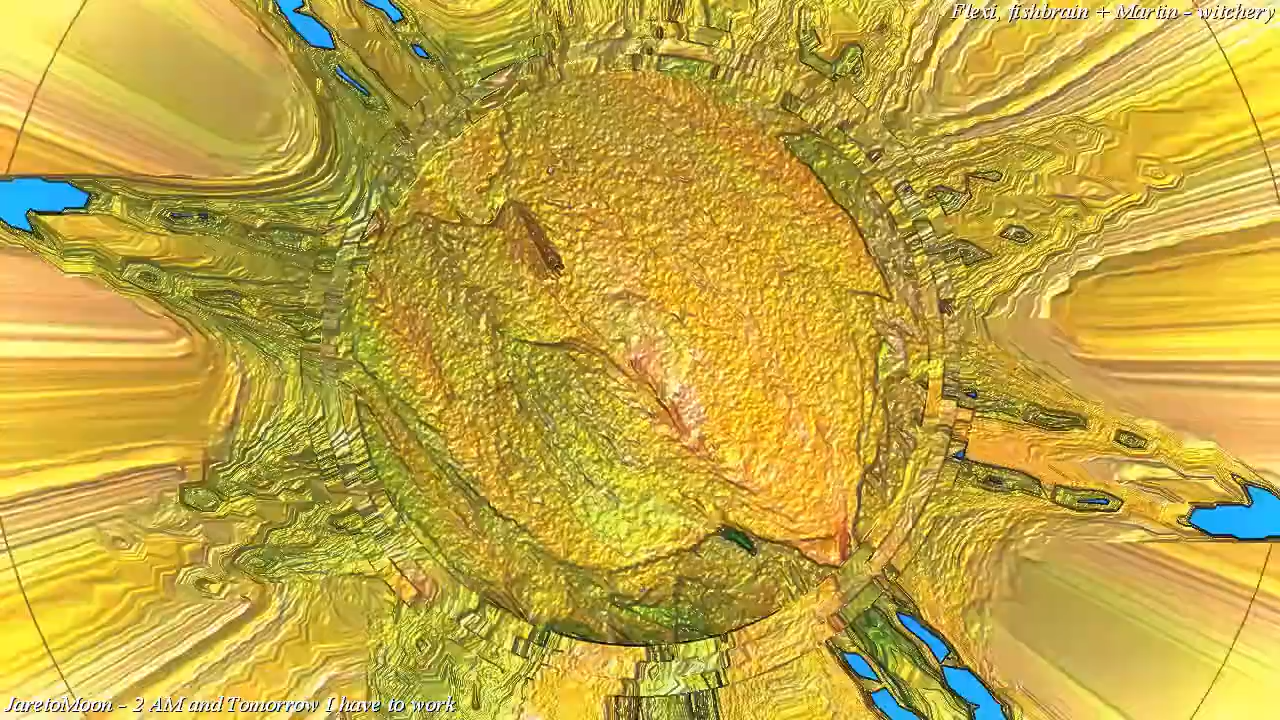 Flexi, fishbrain + Martin - witchery
JaretoMoon - 2 AM and Tomorrow I have to work